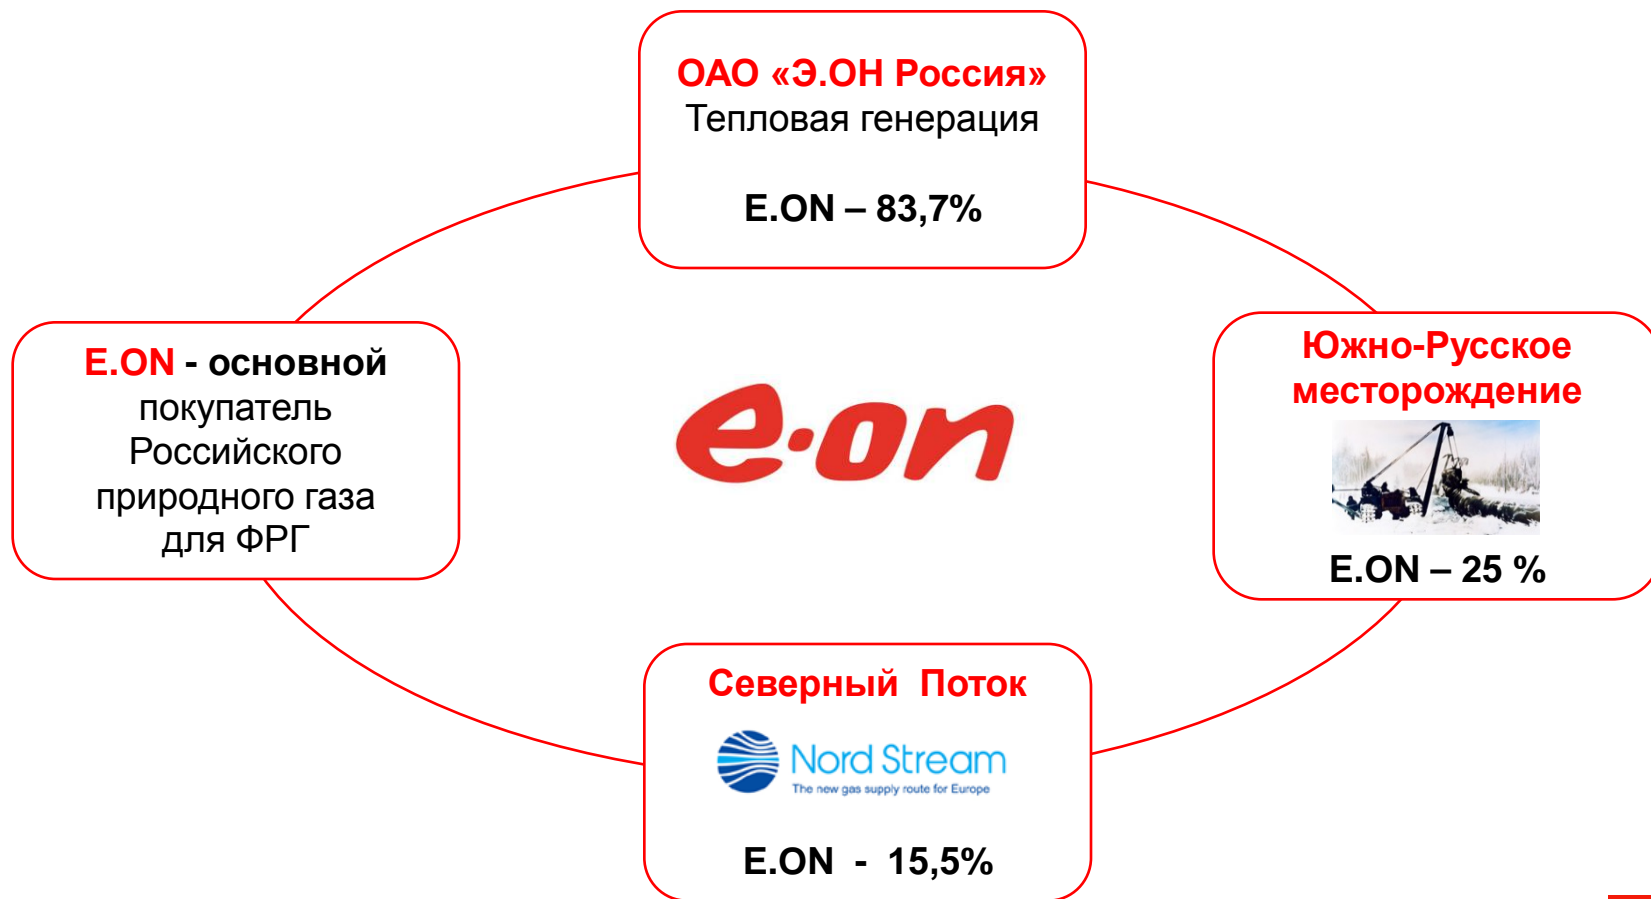 ОАО «Э.ОН Россия»
Тепловая генерация
E.ON – 83,7%
E.ON - основной
покупатель
Российского
природного газа
для ФРГ
e·on
Южно-Русское
месторождение
E.ON – 25 %
Северный Поток
Nord Stream
The new gas supply route for Europe
E.ON - 15,5%